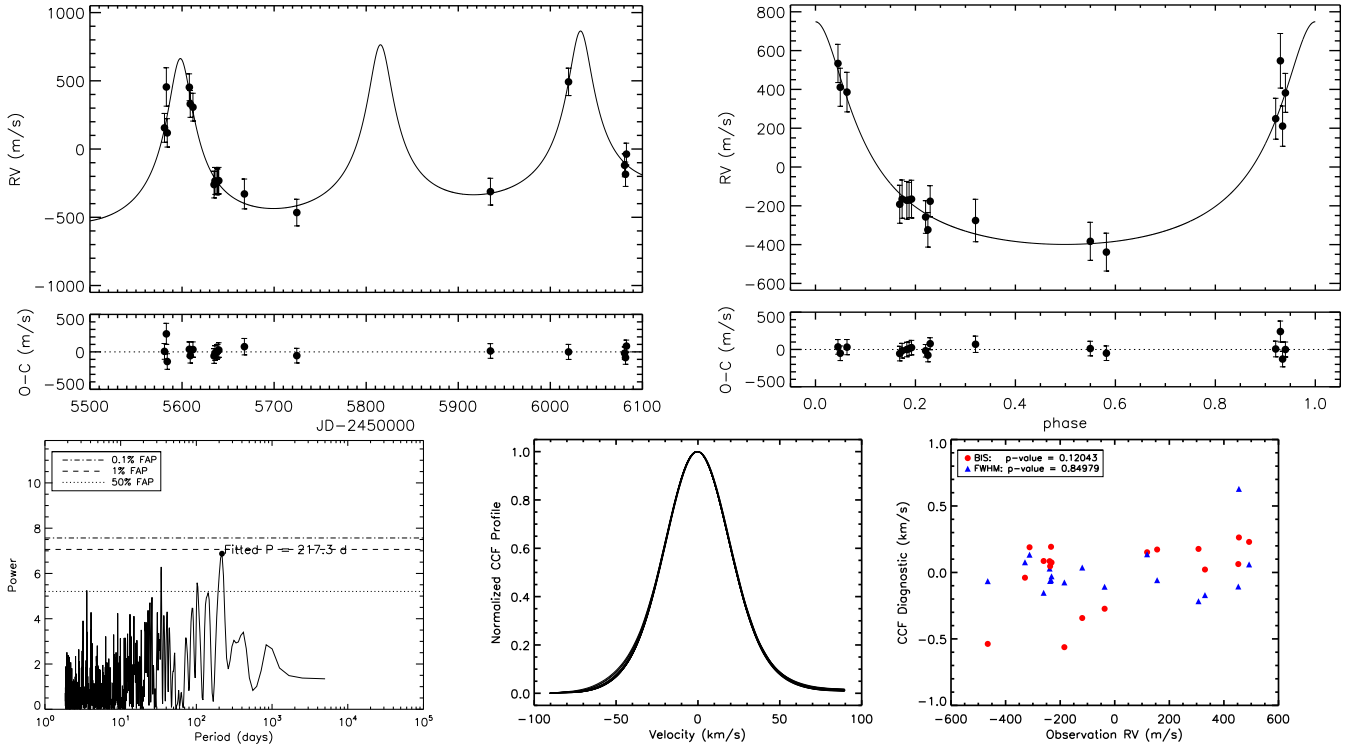 1000
500
0
-500
-1000
RV (m/s)
500
0
-500
O-C (m/s)
5500 5600 5700 5800 5900 6000 6100
JD-2450000
800
600
400
200
0
-200
-400
-600
RV (m/s)
500
0
-500
O-C (m/s)
0.0 0.2 0.4 0.6 0.8 1.0
phase
0.1% FAP
1% FAP
50% FAP
Fitted P = 217.3 d
10
8
6
4
2
0
Power
10^0 10^1 10^2 10^3 10^4 10^5
Period (days)
1.0
0.8
0.6
0.4
0.2
0.0
Normalized CCF Profile
-100 -50 0 50 100
Velocity (km/s)
BIS: p-value = 0.12043
FWHM: p-value = 0.84979
1.0
0.5
0.0
-0.5
-1.0
CCF Diagnostic (km/s)
-600 -400 -200 0 200 400 600
Observation RV (m/s)